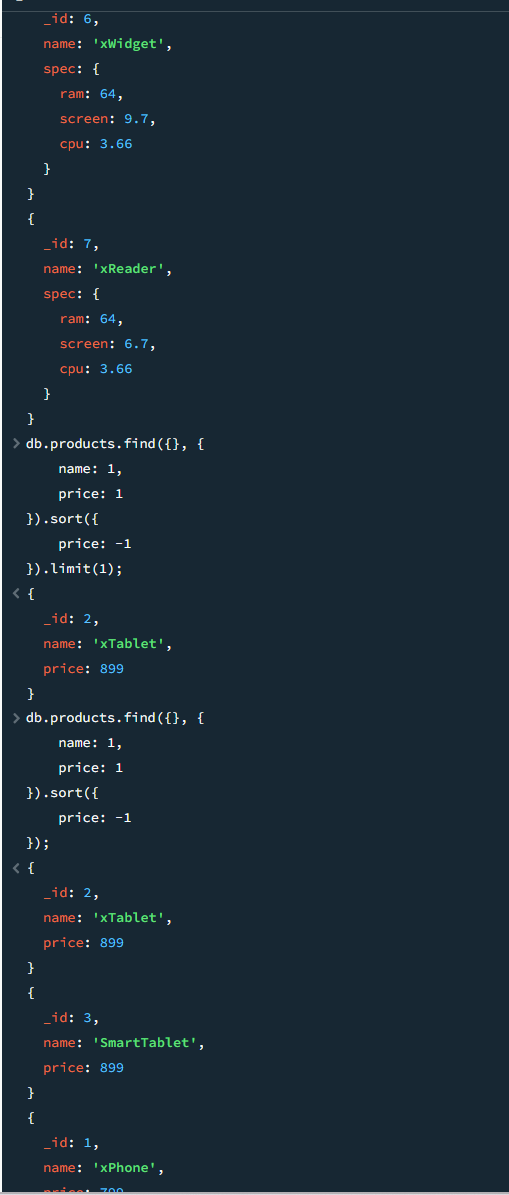 _id: 6,
name: 'xWidget',
spec: {
ram: 64,
screen: 9.7,
cpu: 3.66
}
}
{
_id: 7,
name: 'xReader',
spec: {
ram: 64,
screen: 6.7,
cpu: 3.66
}
}
> db.products.find({}, {
name: 1,
price: 1
}).sort({
price: -1
}).limit(1);
< {
_id: 2,
name: 'xTablet',
price: 899
}
> db.products.find({}, {
name: 1,
price: 1
}).sort({
price: -1
});
< {
_id: 2,
name: 'xTablet',
price: 899
}
{
_id: 3,
name: 'SmartTablet',
price: 899
}
{
_id: 1,
name: 'xPhone',
price: 799